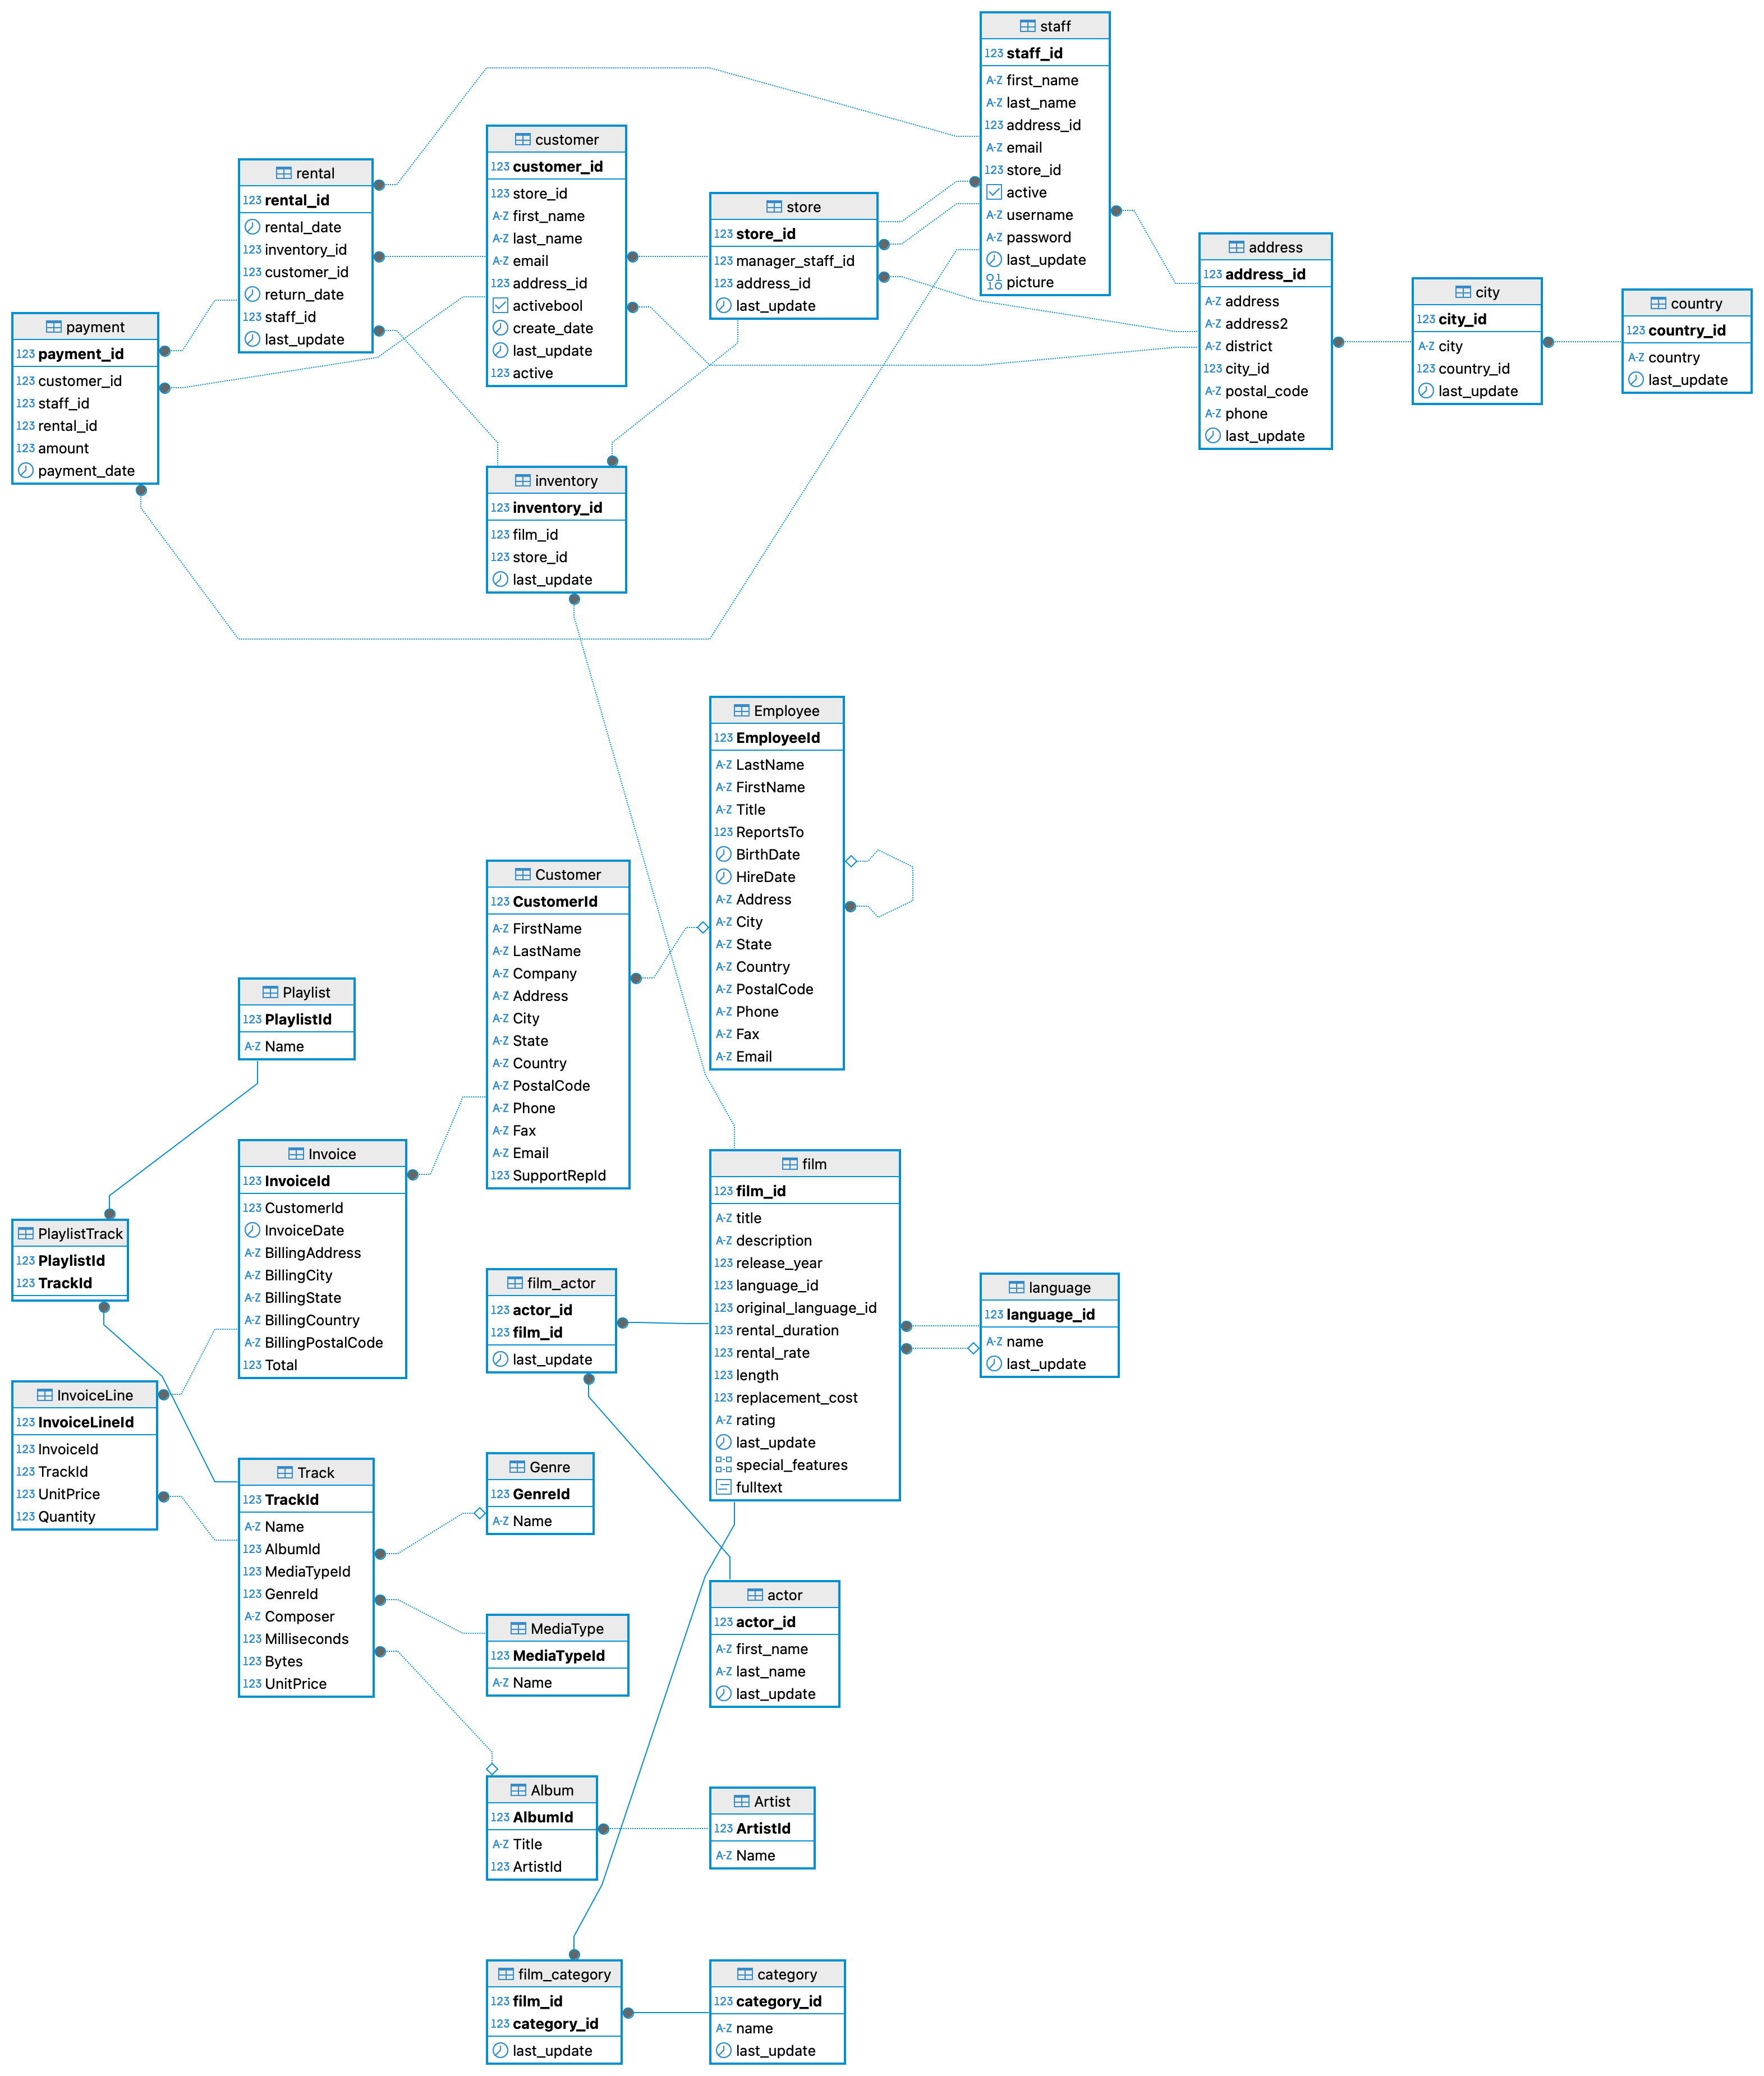 staff
123 staff_id
A-Z first_name
A-Z last_name
123 address_id
A-Z email
123 store_id
active
A-Z username
A-Z password
last_update
picture
customer
123 customer_id
123 store_id
A-Z first_name
A-Z last_name
A-Z email
123 address_id
activebool
create_date
last_update
123 active
rental
123 rental_id
rental_date
123 inventory_id
123 customer_id
return_date
123 staff_id
last_update
store
123 store_id
123 manager_staff_id
123 address_id
last_update
address
123 address_id
A-Z address
A-Z address2
A-Z district
123 city_id
A-Z postal_code
A-Z phone
last_update
city
123 city_id
A-Z city
123 country_id
last_update
country
123 country_id
A-Z country
last_update
payment
123 payment_id
123 customer_id
123 staff_id
123 rental_id
123 amount
payment_date
inventory
123 inventory_id
123 film_id
123 store_id
last_update
Employee
123 EmployeeId
A-Z LastName
A-Z FirstName
A-Z Title
123 ReportsTo
BirthDate
HireDate
A-Z Address
A-Z City
A-Z State
A-Z Country
A-Z PostalCode
A-Z Phone
A-Z Fax
A-Z Email
Customer
123 CustomerId
A-Z FirstName
A-Z LastName
A-Z Company
A-Z Address
A-Z City
A-Z State
A-Z Country
A-Z PostalCode
A-Z Phone
A-Z Fax
A-Z Email
123 SupportRepId
Playlist
123 PlaylistId
A-Z Name
Invoice
123 InvoiceId
123 CustomerId
InvoiceDate
A-Z BillingAddress
A-Z BillingCity
A-Z BillingState
A-Z BillingCountry
A-Z BillingPostalCode
123 Total
film
123 film_id
A-Z title
A-Z description
123 release_year
123 language_id
123 original_language_id
123 rental_duration
123 rental_rate
123 length
123 replacement_cost
A-Z rating
last_update
special_features
fulltext
PlaylistTrack
123 PlaylistId
123 TrackId
film_actor
123 actor_id
123 film_id
last_update
language
123 language_id
A-Z name
last_update
InvoiceLine
123 InvoiceLineId
123 InvoiceId
123 TrackId
123 UnitPrice
123 Quantity
Track
123 TrackId
A-Z Name
123 AlbumId
123 MediaTypeId
123 GenreId
A-Z Composer
123 Milliseconds
123 Bytes
123 UnitPrice
Genre
123 GenreId
A-Z Name
actor
123 actor_id
A-Z first_name
A-Z last_name
last_update
MediaType
123 MediaTypeId
A-Z Name
Album
123 AlbumId
A-Z Title
123 ArtistId
Artist
123 ArtistId
A-Z Name
film_category
123 film_id
123 category_id
last_update
category
123 category_id
A-Z name
last_update